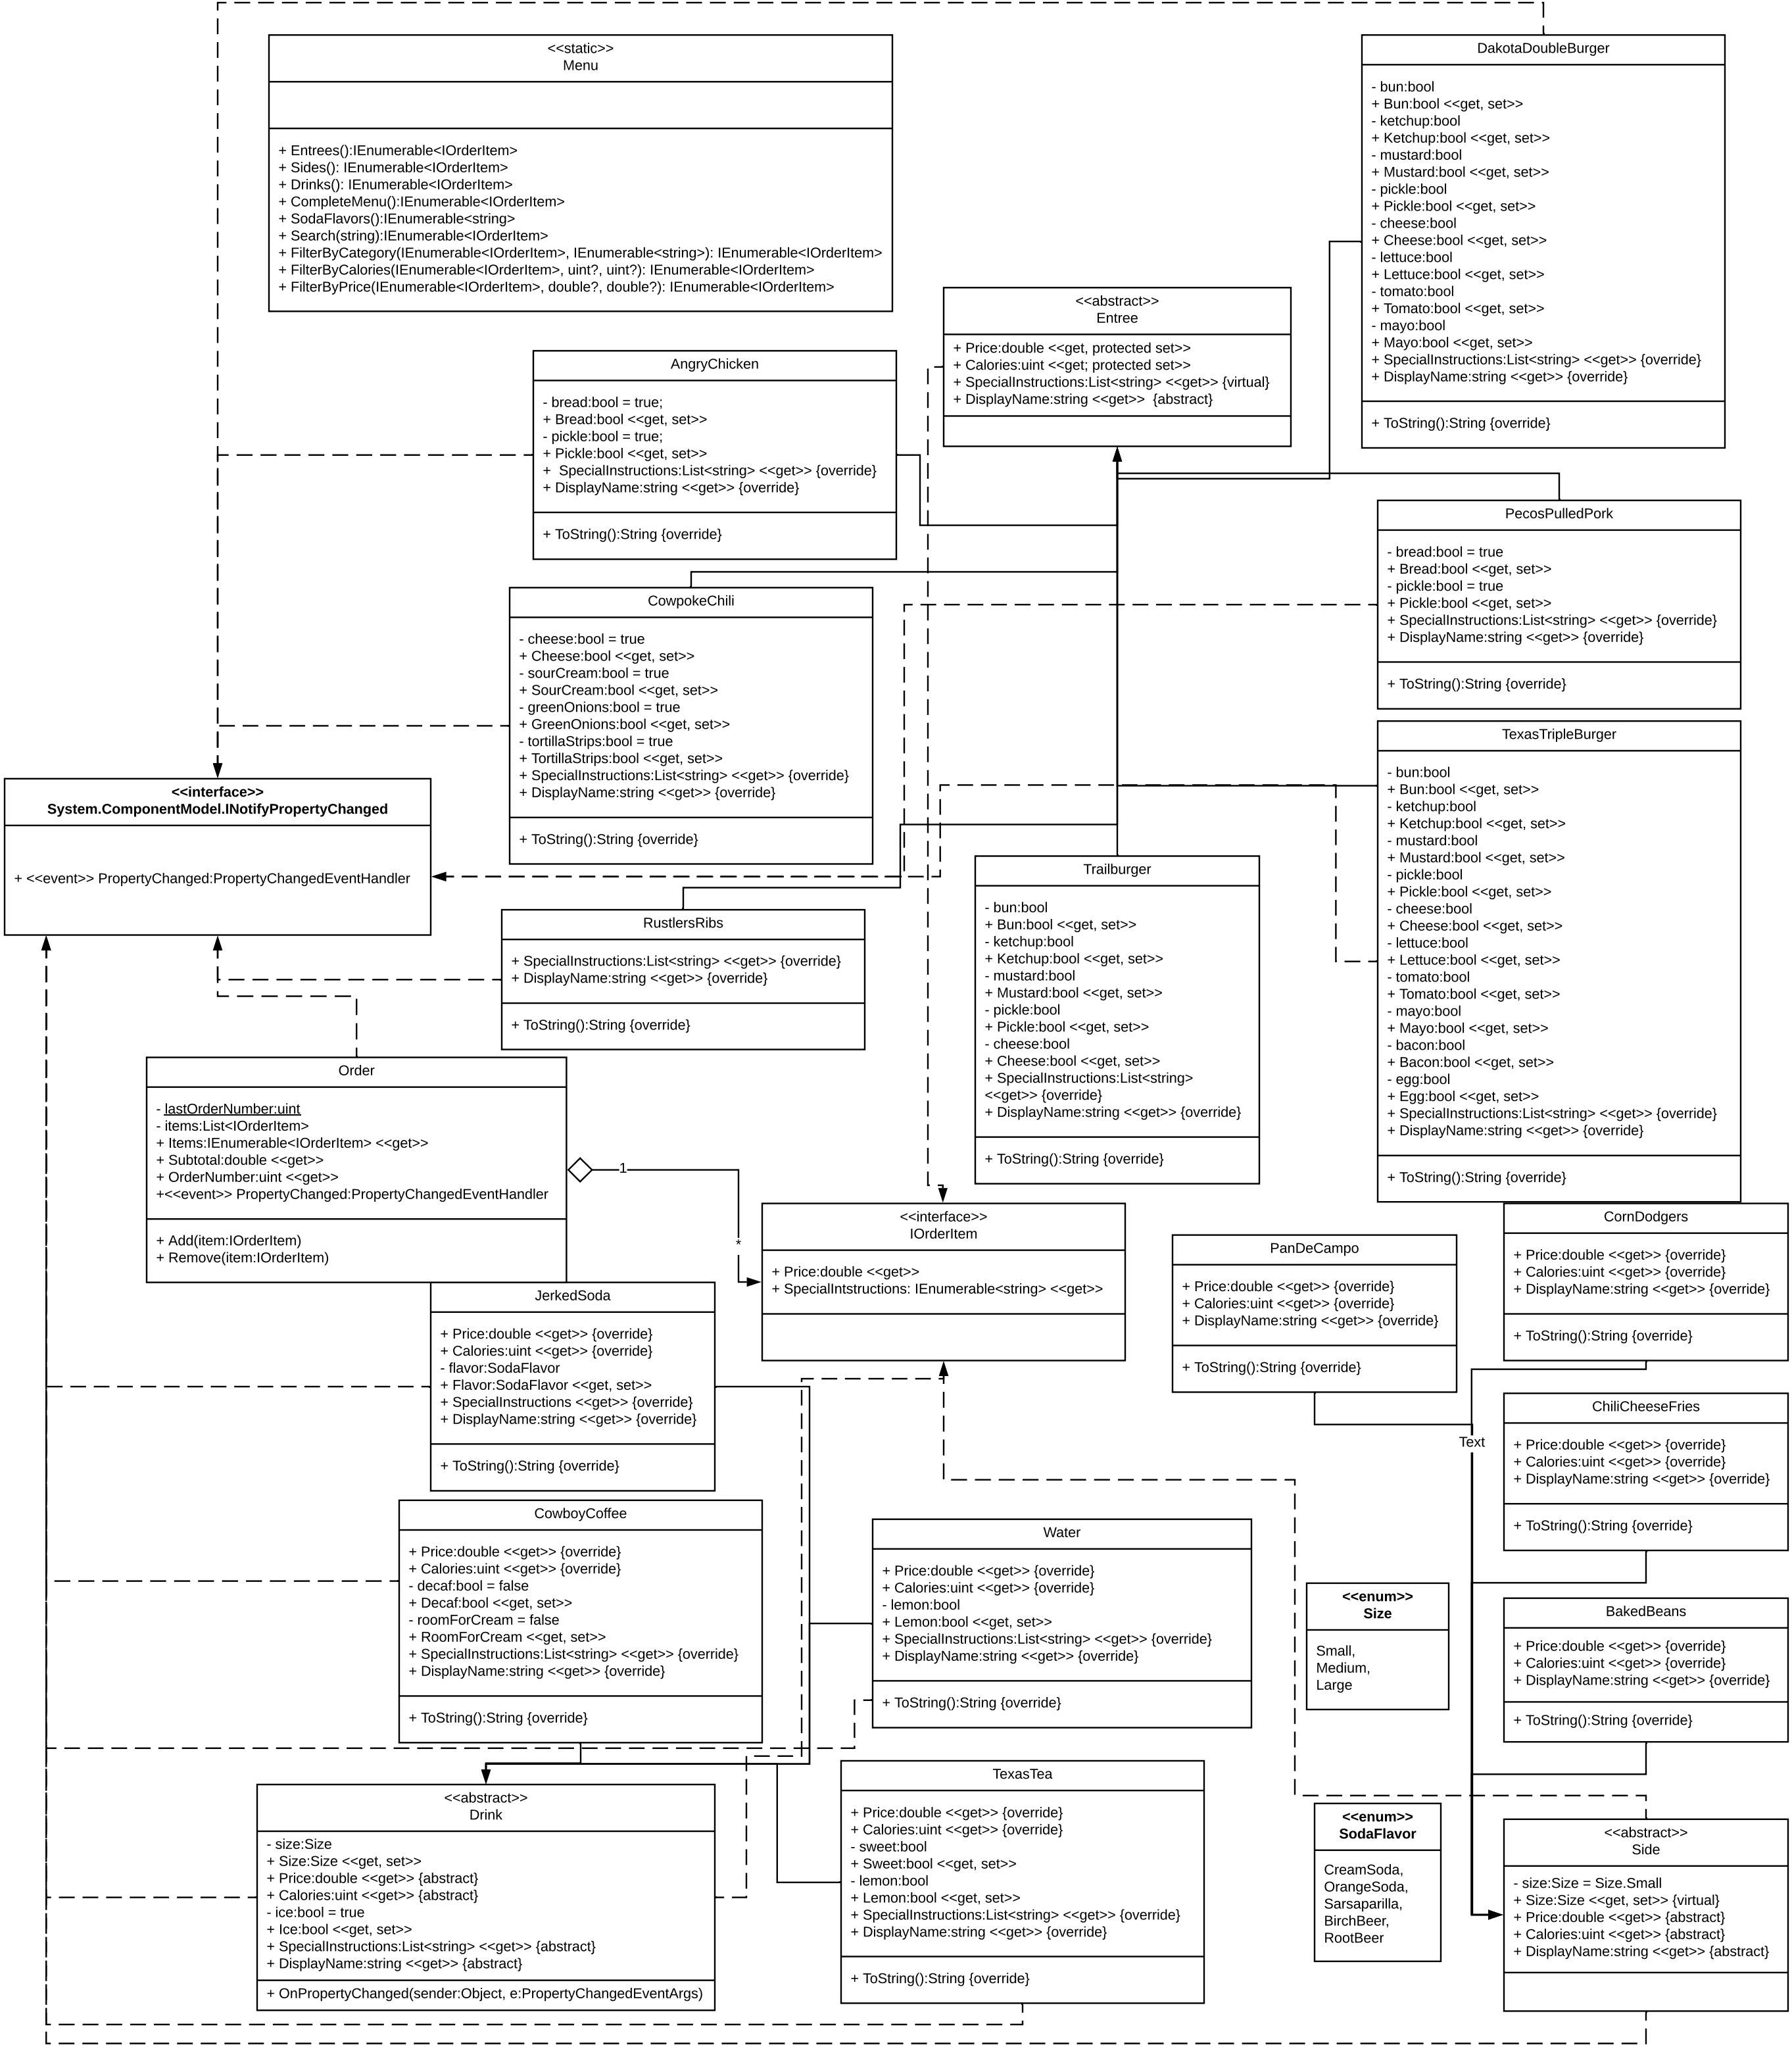 <<static>>
Menu
+ Entrees():IEnumerable<IOrderItem>
+ Sides(): IEnumerable<IOrderItem>
+ Drinks(): IEnumerable<IOrderItem>
+ CompleteMenu():IEnumerable<IOrderItem>
+ SodaFlavors():IEnumerable<string>
+ Search(string):IEnumerable<IOrderItem>
+ FilterByCategory(IEnumerable<IOrderItem>, IEnumerable<string>): IEnumerable<IOrderItem>
+ FilterByCalories(IEnumerable<IOrderItem>, uint?, uint?): IEnumerable<IOrderItem>
+ FilterByPrice(IEnumerable<IOrderItem>, double?, double?): IEnumerable<IOrderItem>
DakotaDoubleBurger
- bun:bool
+ Bun:bool <<get, set>>
- ketchup:bool
+ Ketchup:bool <<get, set>>
- mustard:bool
+ Mustard:bool <<get, set>>
- pickle:bool
+ Pickle:bool <<get, set>>
- cheese:bool
+ Cheese:bool <<get, set>>
- lettuce:bool
+ Lettuce:bool <<get, set>>
- tomato:bool
+ Tomato:bool <<get, set>>
- mayo:bool
+ Mayo:bool <<get, set>>
+ SpecialInstructions:List<string> <<get>> {override}
+ DisplayName:string <<get>> {override}
+ ToString():String {override}
<<abstract>>
Entree
+ Price:double <<get, protected set>>
+ Calories:uint <<get; protected set>>
+ SpecialInstructions:List<string> <<get>> {virtual}
+ DisplayName:string <<get>>  {abstract}
AngryChicken
- bread:bool = true;
+ Bread:bool <<get, set>>
- pickle:bool = true;
+ Pickle:bool <<get, set>>
+  SpecialInstructions:List<string> <<get>> {override}
+ DisplayName:string <<get>> {override}
+ ToString():String {override}
PecosPulledPork
- bread:bool = true
+ Bread:bool <<get, set>>
- pickle:bool = true
+ Pickle:bool <<get, set>>
+ SpecialInstructions:List<string> <<get>> {override}
+ DisplayName:string <<get>> {override}
+ ToString():String {override}
CowpokeChili
- cheese:bool = true
+ Cheese:bool <<get, set>>
- sourCream:bool = true
+ SourCream:bool <<get, set>>
- greenOnions:bool = true
+ GreenOnions:bool <<get, set>>
- tortillaStrips:bool = true
+ TortillaStrips:bool <<get, set>>
+ SpecialInstructions:List<string> <<get>> {override}
+ DisplayName:string <<get>> {override}
+ ToString():String {override}
TexasTripleBurger
- bun:bool
+ Bun:bool <<get, set>>
- ketchup:bool
+ Ketchup:bool <<get, set>>
- mustard:bool
+ Mustard:bool <<get, set>>
- pickle:bool
+ Pickle:bool <<get, set>>
- cheese:bool
+ Cheese:bool <<get, set>>
- lettuce:bool
+ Lettuce:bool <<get, set>>
- tomato:bool
+ Tomato:bool <<get, set>>
- mayo:bool
+ Mayo:bool <<get, set>>
- bacon:bool
+ Bacon:bool <<get, set>>
- egg:bool
+ Egg:bool <<get, set>>
+ SpecialInstructions:List<string> <<get>> {override}
+ DisplayName:string <<get>> {override}
+ ToString():String {override}
<<interface>>
System.ComponentModel.INotifyPropertyChanged
+ <<event>> PropertyChanged:PropertyChangedEventHandler
Trailburger
- bun:bool
+ Bun:bool <<get, set>>
- ketchup:bool
+ Ketchup:bool <<get, set>>
- mustard:bool
+ Mustard:bool <<get, set>>
- pickle:bool
+ Pickle:bool <<get, set>>
- cheese:bool
+ Cheese:bool <<get, set>>
+ SpecialInstructions:List<string>
<<get>> {override}
+ DisplayName:string <<get>> {override}
+ ToString():String {override}
RustlersRibs
+ SpecialInstructions:List<string> <<get>> {override}
+ DisplayName:string <<get>> {override}
+ ToString():String {override}
Order
- lastOrderNumber:uint
- items:List<IOrderItem>
+ Items:IEnumerable<IOrderItem> <<get>>
+ Subtotal:double <<get>>
+ OrderNumber:uint <<get>>
+<<event>> PropertyChanged:PropertyChangedEventHandler
+ Add(item:IOrderItem)
+ Remove(item:IOrderItem)
1
*
<<interface>>
IOrderItem
+ Price:double <<get>>
+ SpecialIntstructions: IEnumerable<string> <<get>>
PanDeCampo
+ Price:double <<get>> {override}
+ Calories:uint <<get>> {override}
+ DisplayName:string <<get>> {override}
+ ToString():String {override}
CornDodgers
+ Price:double <<get>> {override}
+ Calories:uint <<get>> {override}
+ DisplayName:string <<get>> {override}
+ ToString():String {override}
JerkedSoda
+ Price:double <<get>> {override}
+ Calories:uint <<get>> {override}
- flavor:SodaFlavor
+ Flavor:SodaFlavor <<get, set>>
+ SpecialInstructions <<get>> {override}
+ DisplayName:string <<get>> {override}
+ ToString():String {override}
ChiliCheeseFries
+ Price:double <<get>> {override}
+ Calories:uint <<get>> {override}
+ DisplayName:string <<get>> {override}
+ ToString():String {override}
Text
CowboyCoffee
+ Price:double <<get>> {override}
+ Calories:uint <<get>> {override}
- decaf:bool = false
+ Decaf:bool <<get, set>>
- roomForCream = false
+ RoomForCream <<get, set>>
+ SpecialInstructions:List<string> <<get>> {override}
+ DisplayName:string <<get>> {override}
+ ToString():String {override}
Water
+ Price:double <<get>> {override}
+ Calories:uint <<get>> {override}
- lemon:bool
+ Lemon:bool <<get, set>>
+ SpecialInstructions:List<string> <<get>> {override}
+ DisplayName:string <<get>> {override}
+ ToString():String {override}
<<enum>>
Size
Small,
Medium,
Large
BakedBeans
+ Price:double <<get>> {override}
+ Calories:uint <<get>> {override}
+ DisplayName:string <<get>> {override}
+ ToString():String {override}
<<abstract>>
Drink
- size:Size
+ Size:Size <<get, set>>
+ Price:double <<get>> {abstract}
+ Calories:uint <<get>> {abstract}
- ice:bool = true
+ Ice:bool <<get, set>>
+ SpecialInstructions:List<string> <<get>> {abstract}
+ DisplayName:string <<get>> {abstract}
+ OnPropertyChanged(sender:Object, e:PropertyChangedEventArgs)
TexasTea
+ Price:double <<get>> {override}
+ Calories:uint <<get>> {override}
- sweet:bool
+ Sweet:bool <<get, set>>
- lemon:bool
+ Lemon:bool <<get, set>>
+ SpecialInstructions:List<string> <<get>> {override}
+ DisplayName:string <<get>> {override}
+ ToString():String {override}
<<enum>>
SodaFlavor
CreamSoda,
OrangeSoda,
Sarsaparilla,
BirchBeer,
RootBeer
<<abstract>>
Side
- size:Size = Size.Small
+ Size:Size <<get, set>> {virtual}
+ Price:double <<get>> {abstract}
+ Calories:uint <<get>> {abstract}
+ DisplayName:string <<get>> {abstract}